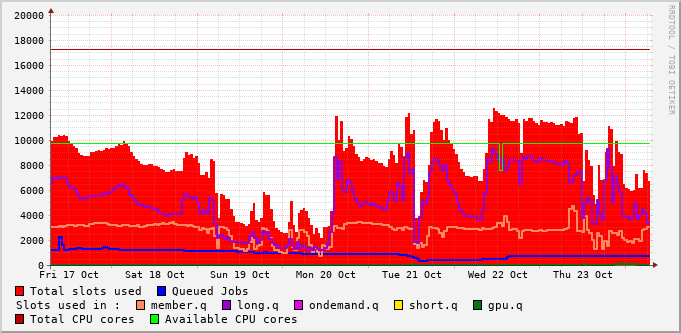 20000
18000
16000
14000
12000
10000
8000
6000
4000
2000
0
Fri 17 Oct Sat 18 Oct Sun 19 Oct Mon 20 Oct Tue 21 Oct Wed 22 Oct Thu 23 Oct
Total slots used Queued Jobs
Slots used in : member.q long.q ondemand.q short.q gpu.q
Total CPU cores Available CPU cores
RRDTOOL / TOBI OETIKER